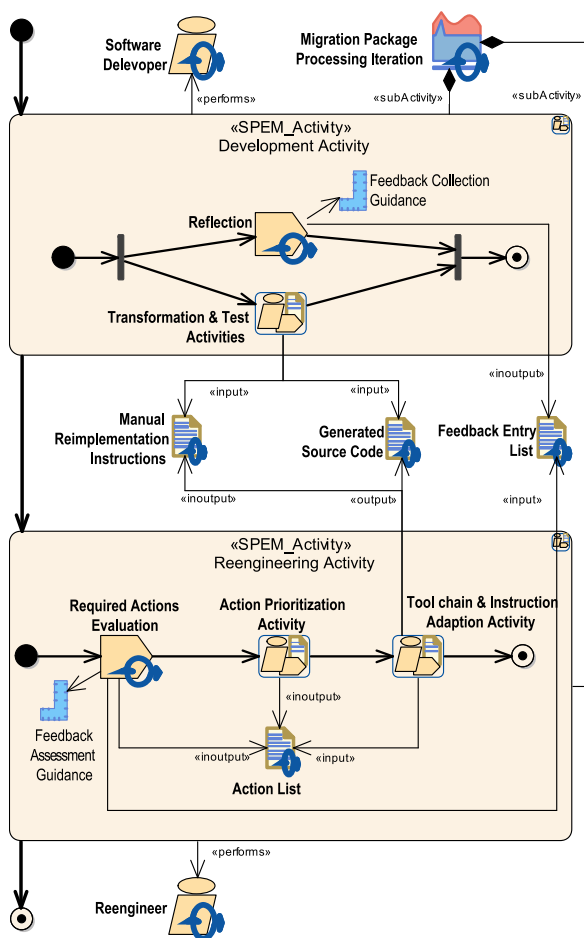 Software
Delevoper
Migration Package
Processing Iteration
«performs»
«subActivity»
«subActivity»
«SPEM_Activity»
Development Activity
Feedback Collection
Guidance
Reflection
Transformation & Test
Activities
«input»
«input»
«inoutput»
Manual
Reimplementation
Instructions
Generated
Source Code
Feedback Entry
List
«inoutput»
«output»
«input»
«SPEM_Activity»
Reengineering Activity
Required Actions
Evaluation
Action Prioritization
Activity
Tool chain & Instruction
Adaption Activity
Feedback
Assessment
Guidance
«inoutput»
«inoutput»
«input»
Action List
«performs»
Reengineer